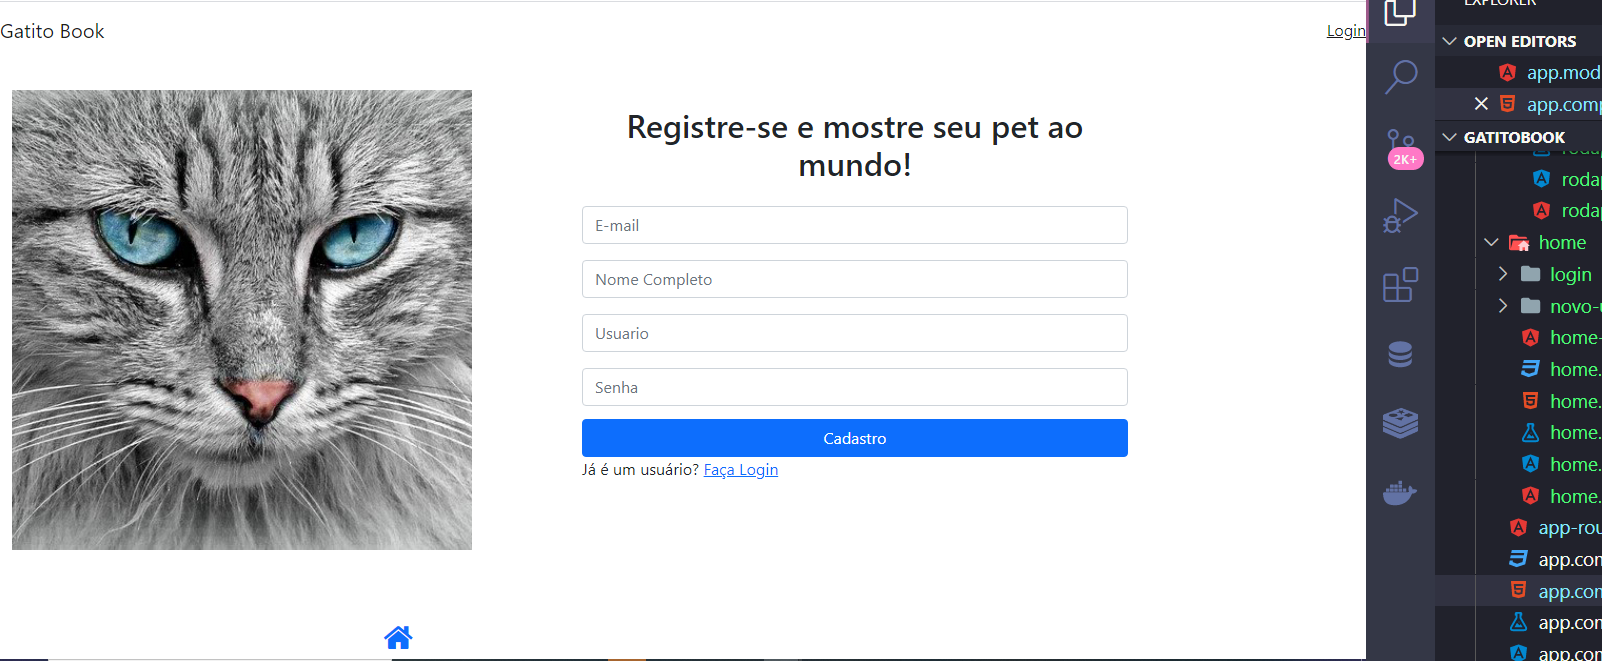 Gatito Book
Login
Registre-se e mostre seu pet ao
mundo!
E-mail
Nome Completo
Usuario
Senha
Cadastro
Já é um usuário? Faça Login
2K+
EXPLORER
OPEN EDITORS
app.mod
app.comp
GATITOBOOK
roda
roda
home
login
novo-u
home-
home.
home.
home.
home.
home.
app-rou
app.con
app.con
app.con
app.con